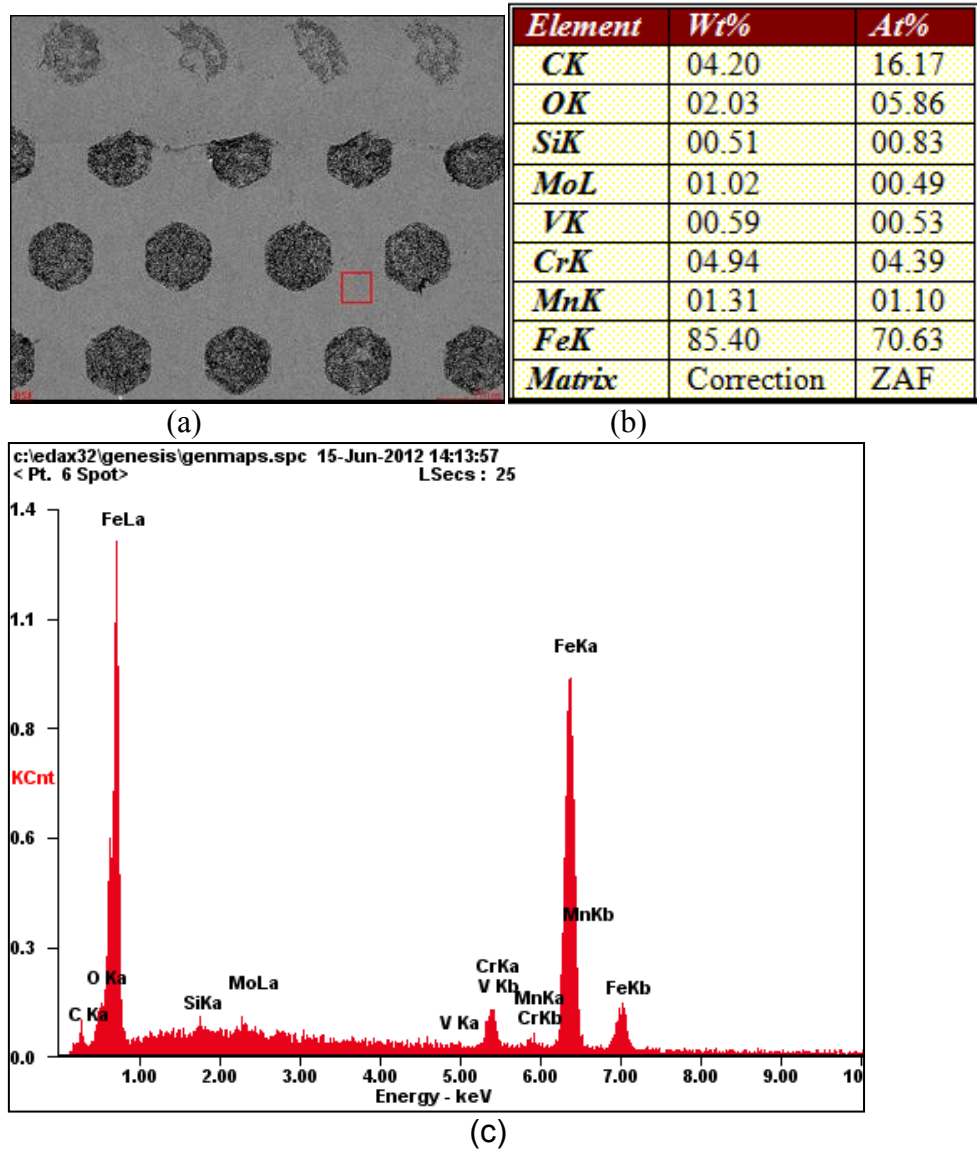 Element Wt% At%
CK 04.20 16.17
OK 02.03 05.86
SiK 00.51 00.83
MoL 01.02 00.49
VK 00.59 00.53
CrK 04.94 04.39
MnK 01.31 01.10
FeK 85.40 70.63
Matrix Correction ZAF
(a) (b)
c:\edax32\genesis\genmaps.spc 15-Jun-2012 14:13:57
< Pt. 6 Spot> LSecs : 25
1.4
FeLa
1.1
FeKa
0.8
KCnt
0.6
MnKb
0.3
CrKa
O Ka MoLa V Kb MnKa FeKb
C Ka SiKa V Ka CrKb
0.0
1.00 2.00 3.00 4.00 5.00 6.00 7.00 8.00 9.00 10
Energy - keV
(c)